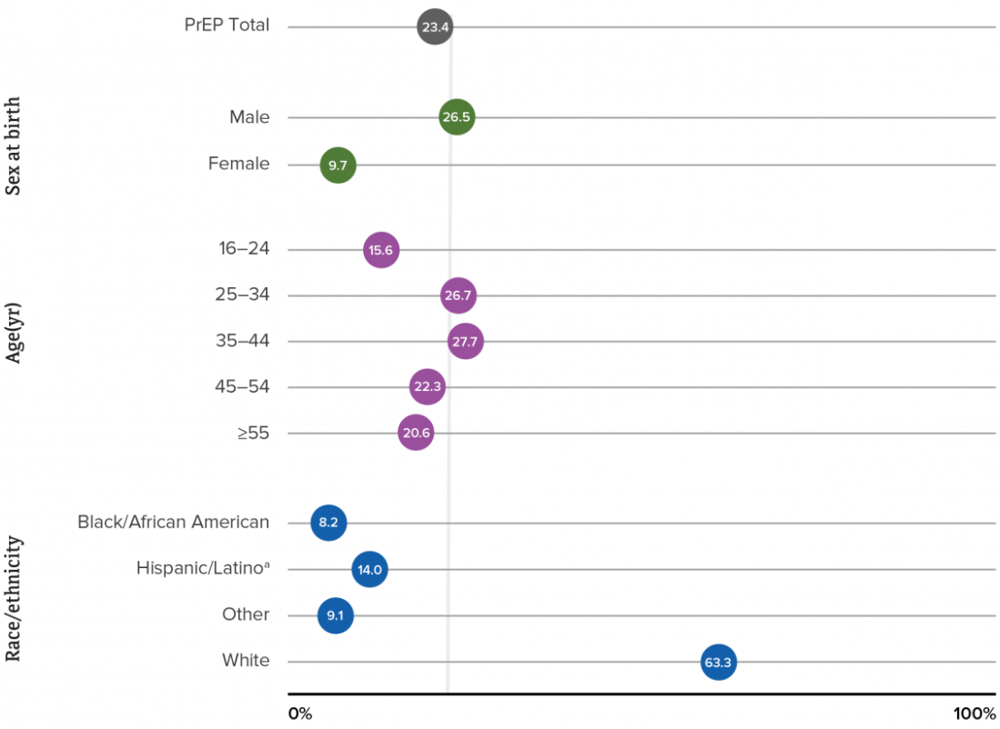 PrEP Total 23.4
Sex at birth
Male 26.5
Female 9.7
Age(yr)
16–24 15.6
25–34 26.7
35–44 27.7
45–54 22.3
≥55 20.6
Race/ethnicity
Black/African American 8.2
Hispanic/Latinoª 14.0
Other 9.1
White 63.3
0% 100%